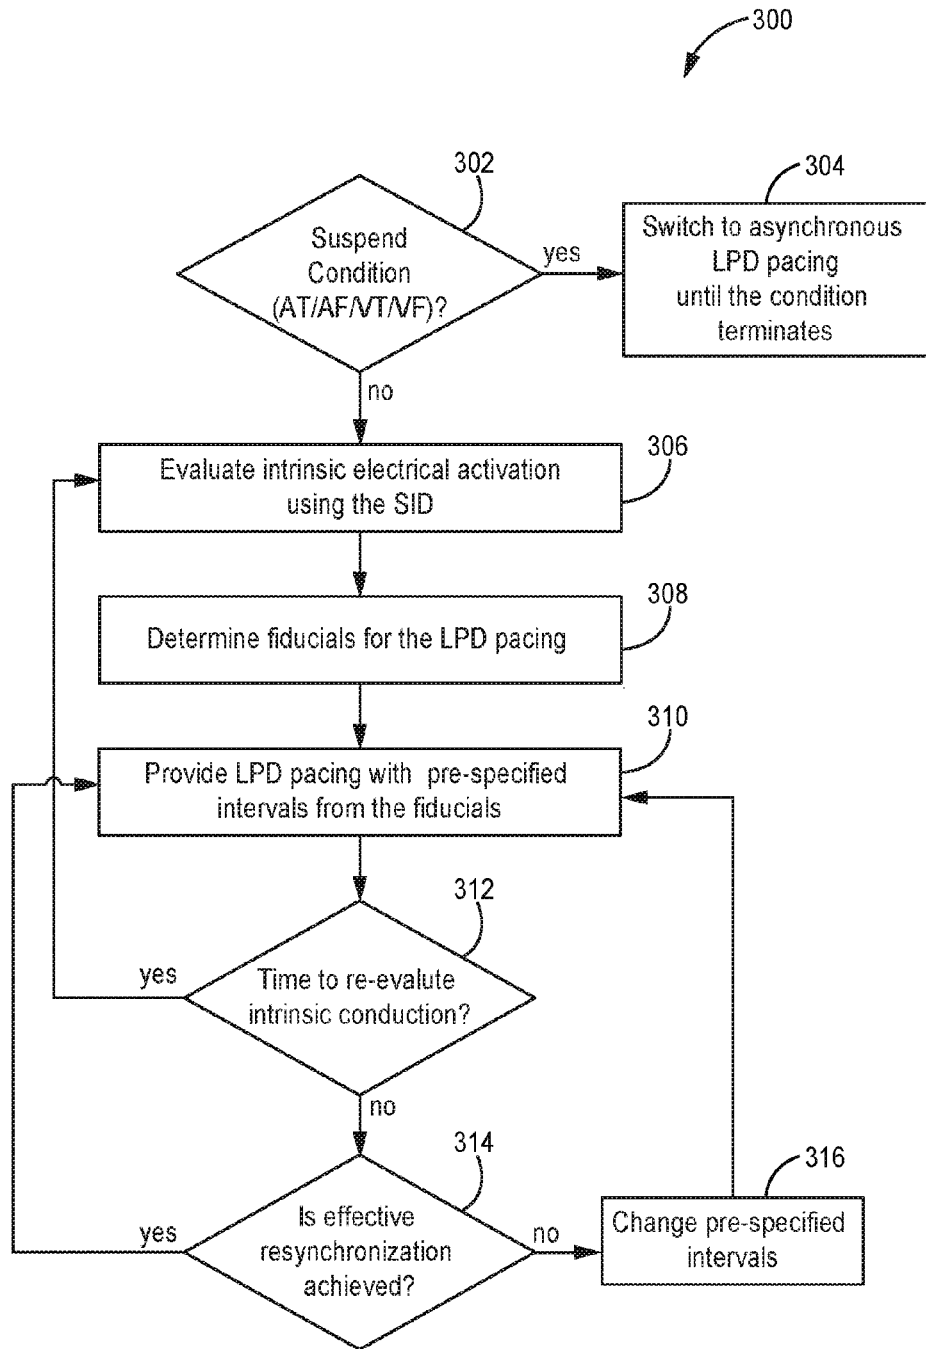 300
302
304
Suspend
Condition
(AT/AF/VT/VF)?
yes
Switch to asynchronous
LPD pacing
until the condition
terminates
no
306
Evaluate intrinsic electrical activation
using the SID
308
Determine fiducials for the LPD pacing
310
Provide LPD pacing with pre-specified
intervals from the fiducials
312
yes
Time to re-evalute
intrinsic conduction?
no
314
316
yes
Is effective
resynchronization
achieved?
no
Change pre-specified
intervals